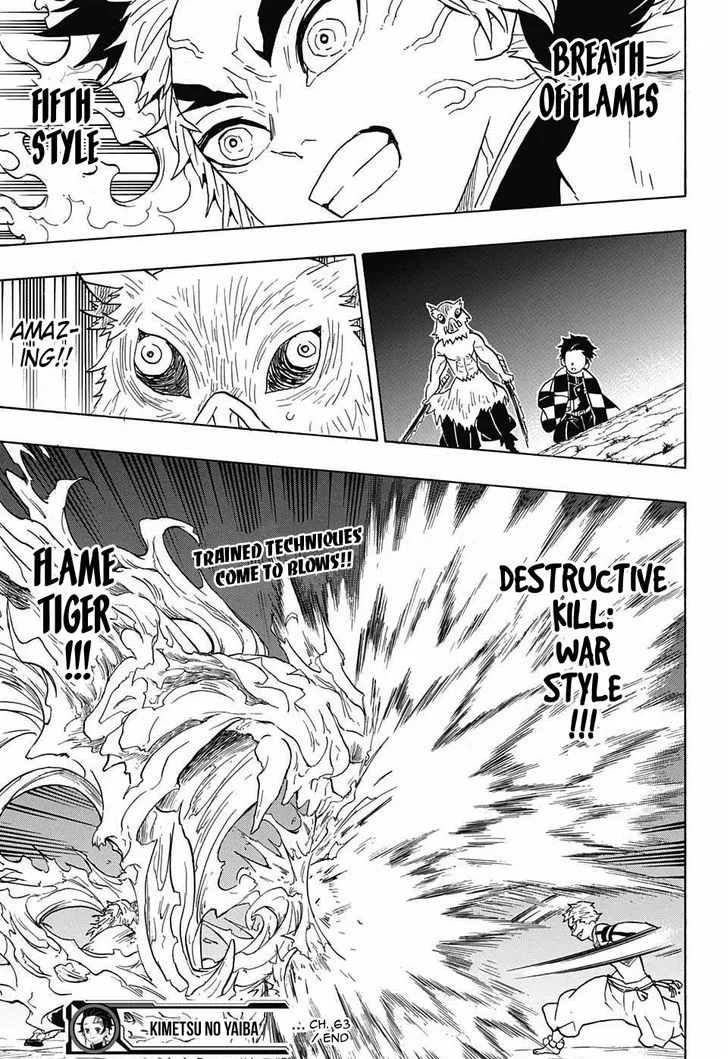 BREATH
OF FLAMES
FIFTH
STYLE
AMAZ-
ING!!
DESTRUCTIVE
KILL:
WAR
STYLE
!!!
TRAINED TECHNIQUES
COME TO BLOWS!!
FLAME
TIGER
!!!
KIMETSU NO YAIBA
... CH. 63
/ END